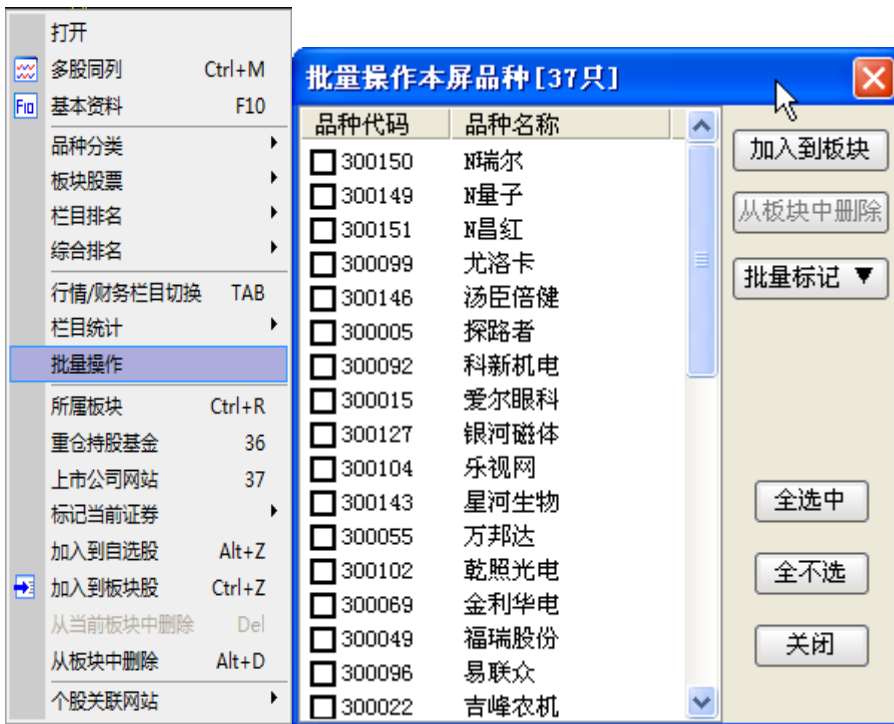 打开
多股同列 Ctrl+M
F10 基本资料 F10
品种分类
板块股票
栏目排名
综合排名
行情/财务栏目切换 TAB
栏目统计
批量操作
所属板块 Ctrl+R
重仓持股基金 36
上市公司网站 37
标记当前证券
加入到自选股 Alt+Z
加入到板块股 Ctrl+Z
从当前板块中删除 Del
从板块中删除 Alt+D
个股关联网站
批量操作本屏品种[37只]
品种代码 品种名称
300150 N瑞尔
300149 N量子
300151 N昌红
300099 尤洛卡
300146 汤臣倍健
300005 探路者
300092 科新机电
300015 爱尔眼科
300127 银河磁体
300104 乐视网
300143 星河生物
300055 万邦达
300102 乾照光电
300069 金利华电
300049 福瑞股份
300096 易联众
300022 吉峰农机
加入到板块
从板块中删除
批量标记 ▼
全选中
全不选
关闭